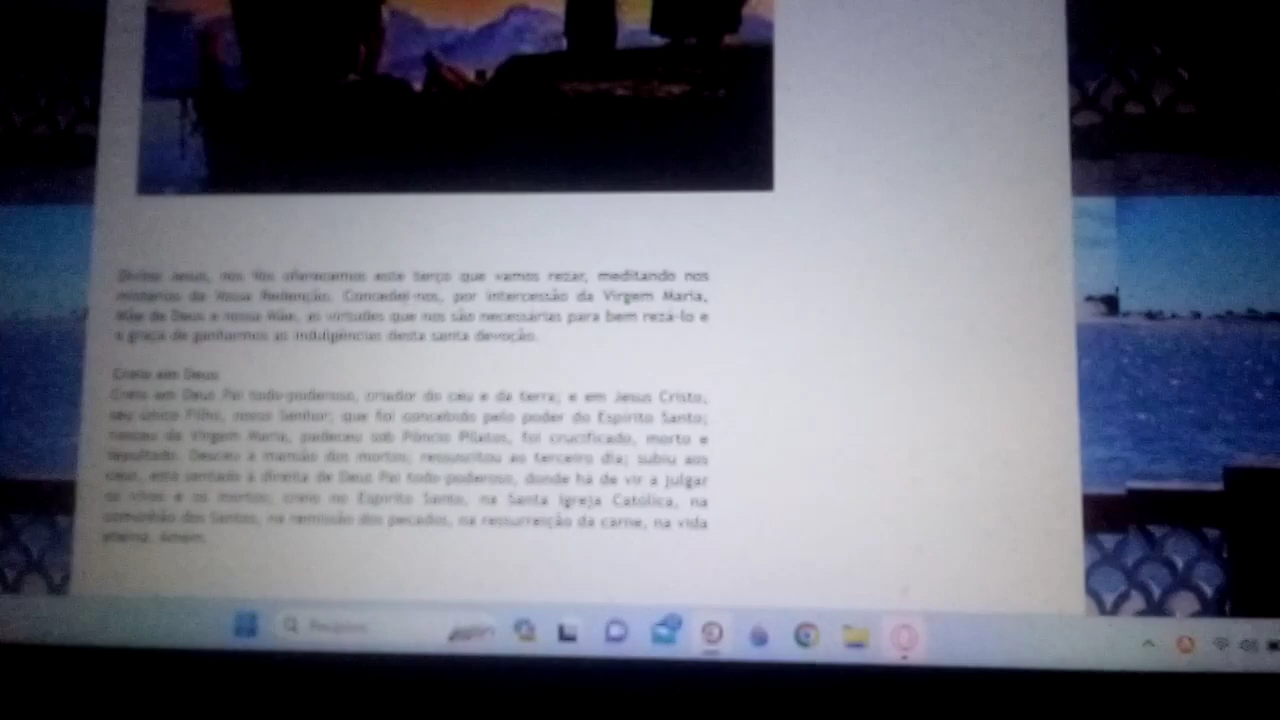 Divino Jesus, nos Vos oferecemos este terço que vamos rezar, meditando nos
mistérios da Vossa Redenção. Concedei-nos, por intercessão da Virgem Maria,
Mãe de Deus e nossa Mãe, as virtudes que nos são necessárias para bem rezá-lo e
a graça de ganharmos as indulgências desta santa devoção.
Creio em Deus
Creio em Deus Pai todo-poderoso, criador do céu e da terra; e em Jesus Cristo,
seu único Filho, nosso Senhor; que foi concebido pelo poder do Espírito Santo;
nasceu da Virgem Maria, padeceu sob Pôncio Pilatos, foi crucificado, morto e
sepultado. Desceu a mansão dos mortos; ressuscitou ao terceiro dia; subiu aos
céus, está sentado à direita de Deus Pai todo-poderoso, donde há de vir a julgar
os vivos e os mortos; creio no Espírito Santo, na Santa Igreja Católica, na
comunhão dos Santos, na remissão dos pecados, na ressurreição da carne, na vida
eterna. Amém.
Pesquisar